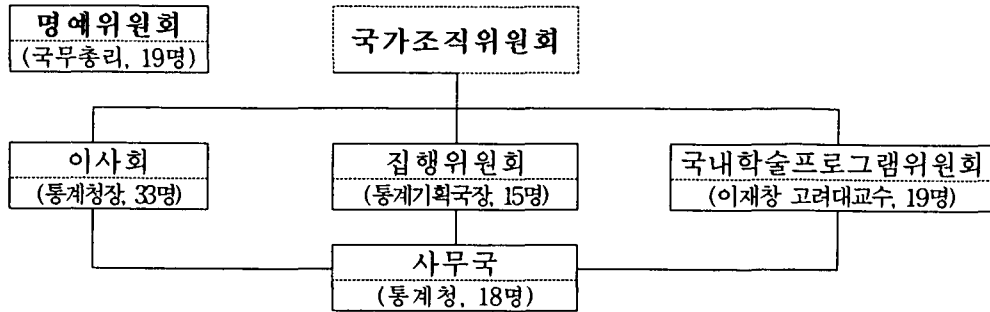 명예위원회
(국무총리, 19명)
국가조직위원회
이사회
(통계청장, 33명)
집행위원회
(통계기획국장, 15명)
국내학술프로그램위원회
(이재창 고려대교수, 19명)
사무국
(통계청, 18명)